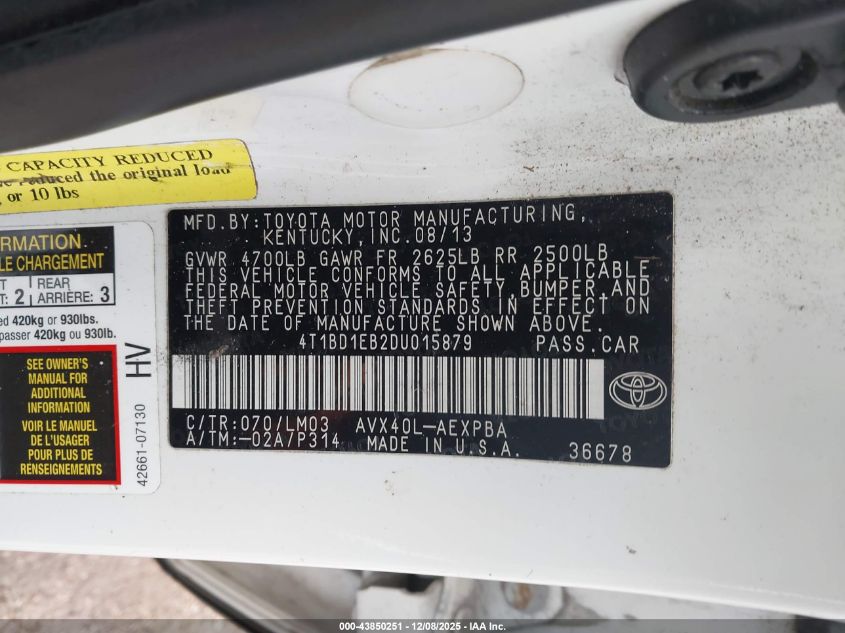 CAPACITY REDUCED
reduced the original load
or 10 lbs
RMATION
LE CHARGEMENT
T: 2
REAR
ARRIÈRE: 3
ed 420kg or 930lbs.
passer 420kg ou 930lb.
SEE OWNER'S
MANUAL FOR
ADDITIONAL
INFORMATION
VOIR LE MANUEL
DE L'USAGER
POUR PLUS DE
RENSEIGNEMENTS
HV
42661-07130
MFD.BY:TOYOTA MOTOR MANUFACTURING,
KENTUCKY,INC.08/13
GVWR 4700LB GAWR FR 2625LB RR 2500LB
THIS VEHICLE CONFORMS TO ALL APPLICABLE
FEDERAL MOTOR VEHICLE SAFETY,BUMPER,AND
THEFT PREVENTION STANDARDS IN EFFECT ON
THE DATE OF MANUFACTURE SHOWN ABOVE.
4T1BD1EB2DU015879 PASS.CAR
C/TR:070/LM03 AVX40L-AEXPBA
A/TM:-02A/P314 MADE IN U.S.A. 36678
000-43850251 - 12/08/2025 - IAA Inc.